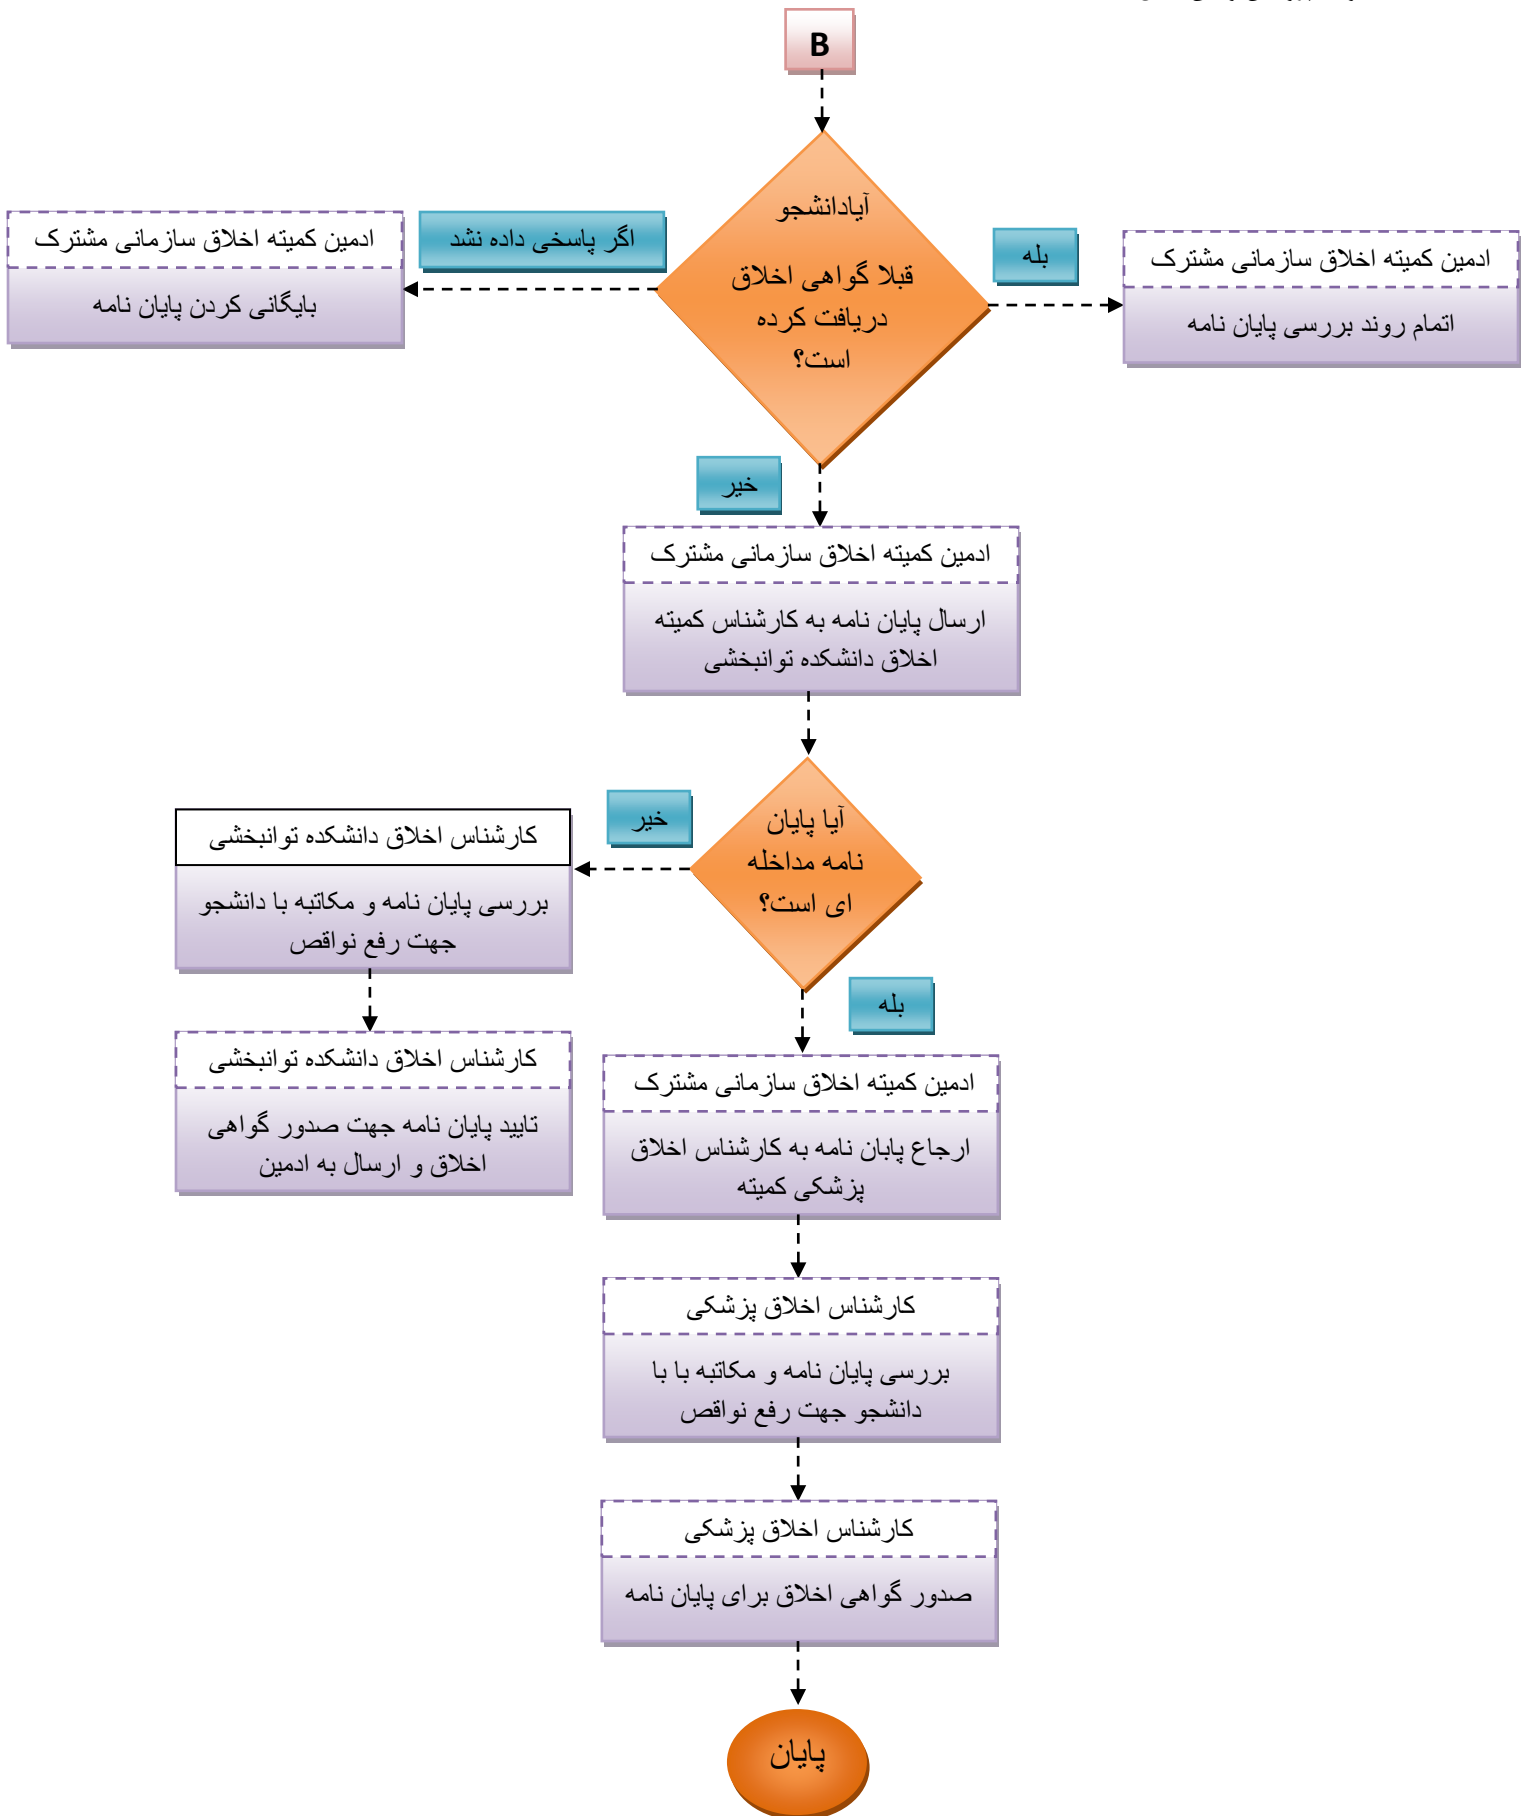 B
آیادانشجو
قبلا گواهی اخلاق
دریافت کرده
است؟
بله
ادمین کمیته اخلاق سازمانی مشترک
اتمام روند بررسی پایان نامه
اگر پاسخی داده نشد
ادمین کمیته اخلاق سازمانی مشترک
بایگانی کردن پایان نامه
خیر
ادمین کمیته اخلاق سازمانی مشترک
ارسال پایان نامه به کارشناس کمیته
اخلاق دانشکده توانبخشی
آیا پایان
نامه مداخله
ای است؟
خیر
کارشناس اخلاق دانشکده توانبخشی
بررسی پایان نامه و مکاتبه با دانشجو
جهت رفع نواقص
کارشناس اخلاق دانشکده توانبخشی
تایید پایان نامه جهت صدور گواهی
اخلاق و ارسال به ادمین
بله
ادمین کمیته اخلاق سازمانی مشترک
ارجاع پابان نامه به کارشناس اخلاق
پزشکی کمیته
کارشناس اخلاق پزشکی
بررسی پایان نامه و مکاتبه با با
دانشجو جهت رفع نواقص
کارشناس اخلاق پزشکی
صدور گواهی اخلاق برای پایان نامه
پایان